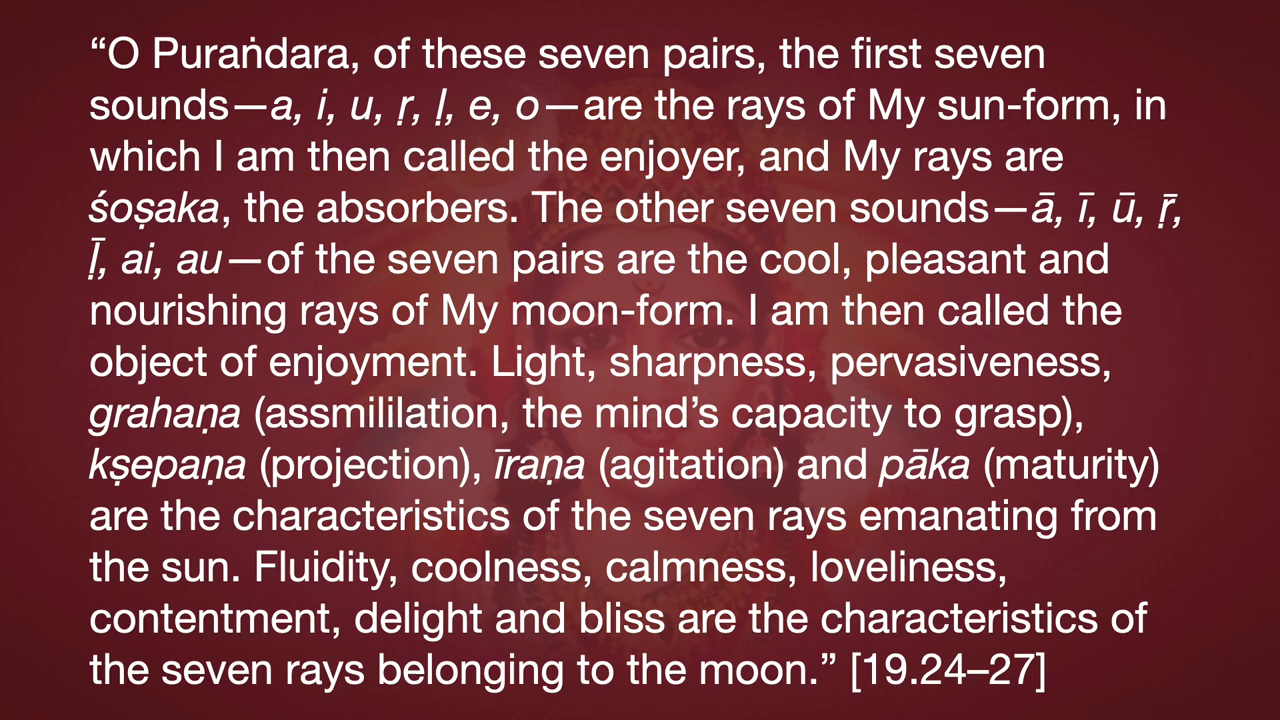 “O Puraṅdara, of these seven pairs, the first seven
sounds—a, i, u, ṛ, ḷ, e, o—are the rays of My sun-form, in
which I am then called the enjoyer, and My rays are
śoṣaka, the absorbers. The other seven sounds—ā, ī, ū, ṝ,
ḹ, ai, au—of the seven pairs are the cool, pleasant and
nourishing rays of My moon-form. I am then called the
object of enjoyment. Light, sharpness, pervasiveness,
grahaṇa (assmililation, the mind’s capacity to grasp),
kṣepaṇa (projection), īraṇa (agitation) and pāka (maturity)
are the characteristics of the seven rays emanating from
the sun. Fluidity, coolness, calmness, loveliness,
contentment, delight and bliss are the characteristics of
the seven rays belonging to the moon.” [19.24–27]